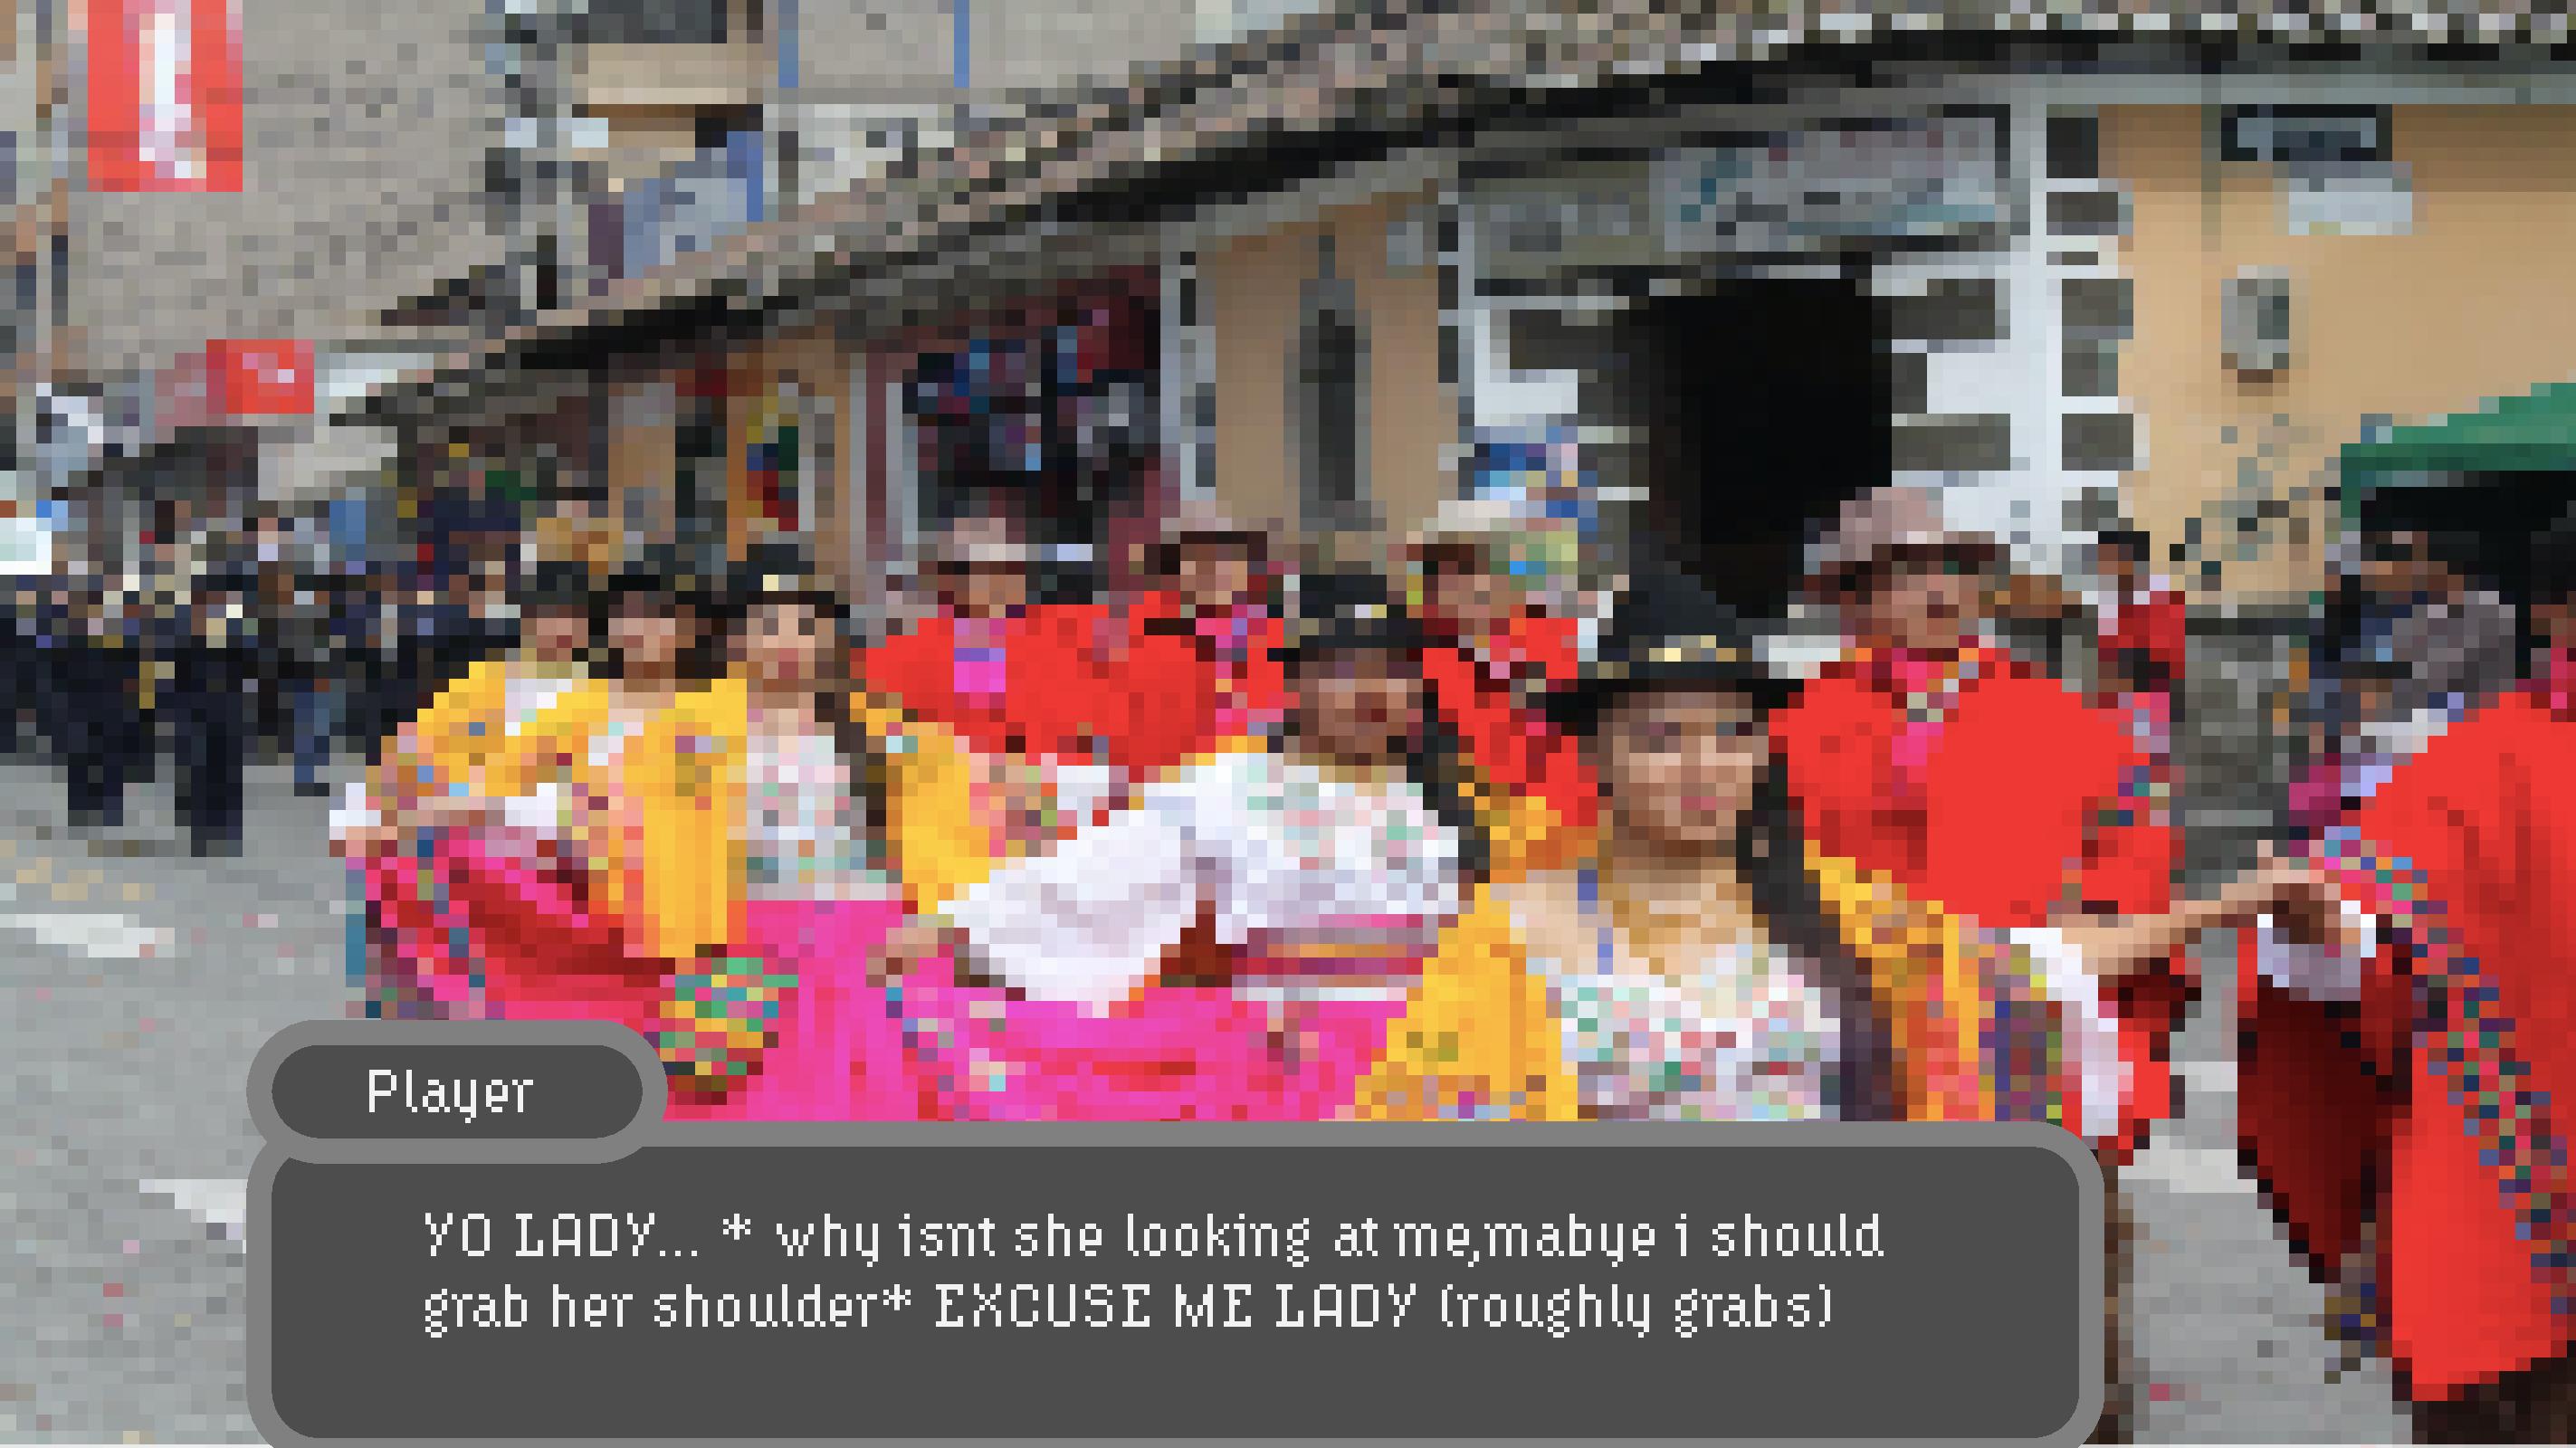 Player
YO LADY... * why isnt she looking at me,mabye i should
grab her shoulder* EXCUSE ME LADY (roughly grabs)